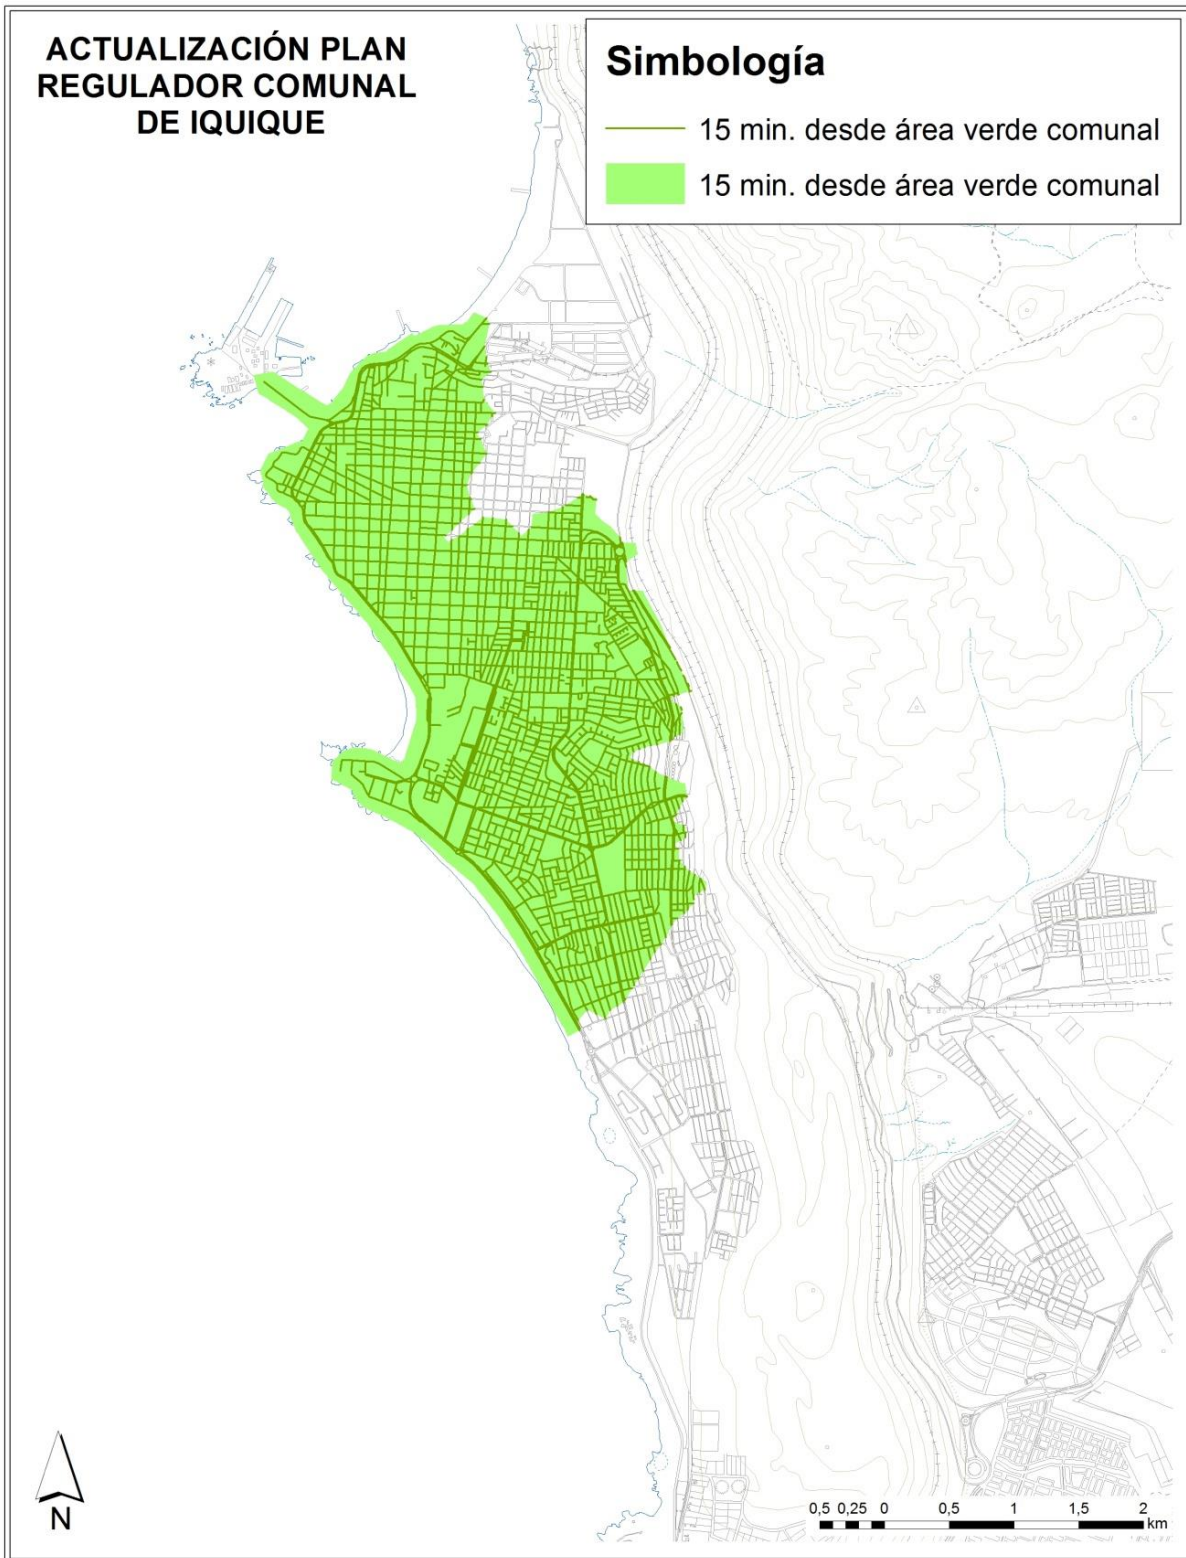 ACTUALIZACIÓN PLAN
REGULADOR COMUNAL
DE IQUIQUE
Simbología
15 min. desde área verde comunal
15 min. desde área verde comunal
N
0,5 0,25 0 0,5 1 1,5 2
km